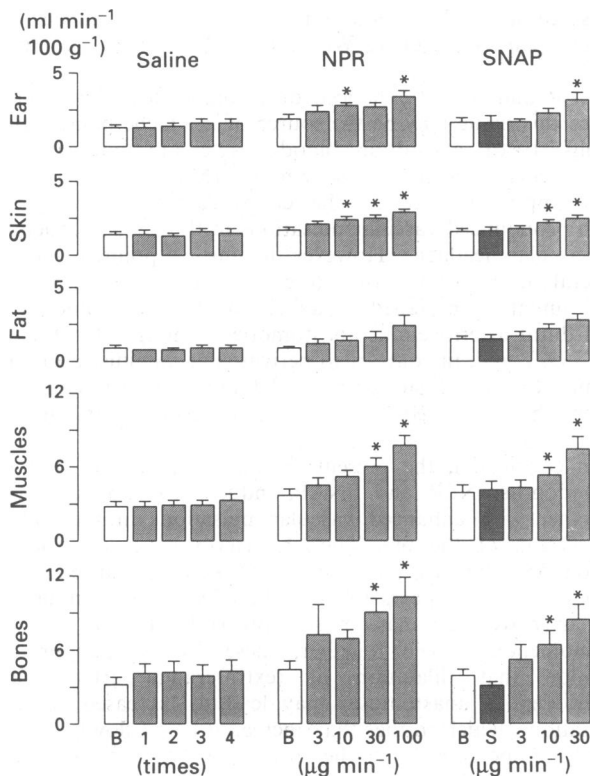 (ml min⁻¹
100 g⁻¹)
Saline NPR SNAP
Ear
5
0
* *
*
Skin
5
0
* * *
* *
Fat
5
0
Muscles
12
6
0
* *
* *
Bones
12
6
0
* *
* *
B 1 2 3 4 B 3 10 30 100 B S 3 10 30
(times) (μg min⁻¹) (μg min⁻¹)